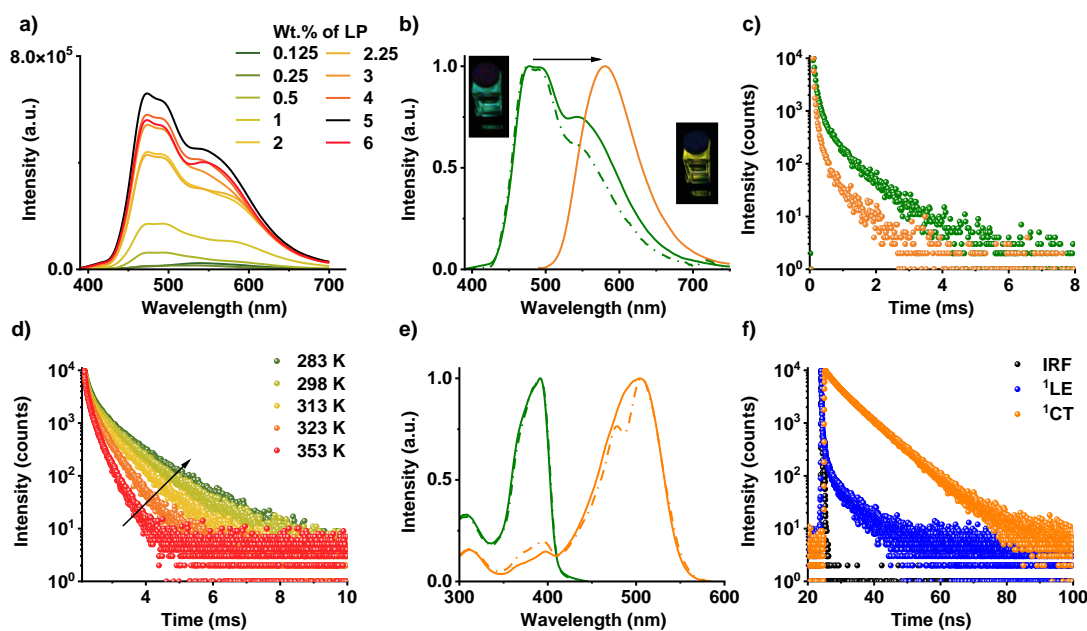 a)
Wt.% of LP
0.125
0.25
0.5
1
2
2.25
3
4
5
6
8.0×10⁵
0.0
Intensity (a.u.)
400 500 600 700
Wavelength (nm)
b)
1.0
0.5
0.0
Intensity (a.u.)
400 500 600 700
Wavelength (nm)
c)
10⁴
10³
10²
10¹
10⁰
Intensity (counts)
0 2 4 6 8
Time (ms)
d)
283 K
298 K
313 K
323 K
353 K
10⁴
10³
10²
10¹
10⁰
Intensity (counts)
4 6 8 10
Time (ms)
e)
1.0
0.5
0.0
Intensity (a.u.)
300 400 500 600
Wavelength (nm)
f)
IRF
¹LE
¹CT
10⁴
10³
10²
10¹
10⁰
Intensity (counts)
20 40 60 80 100
Time (ns)